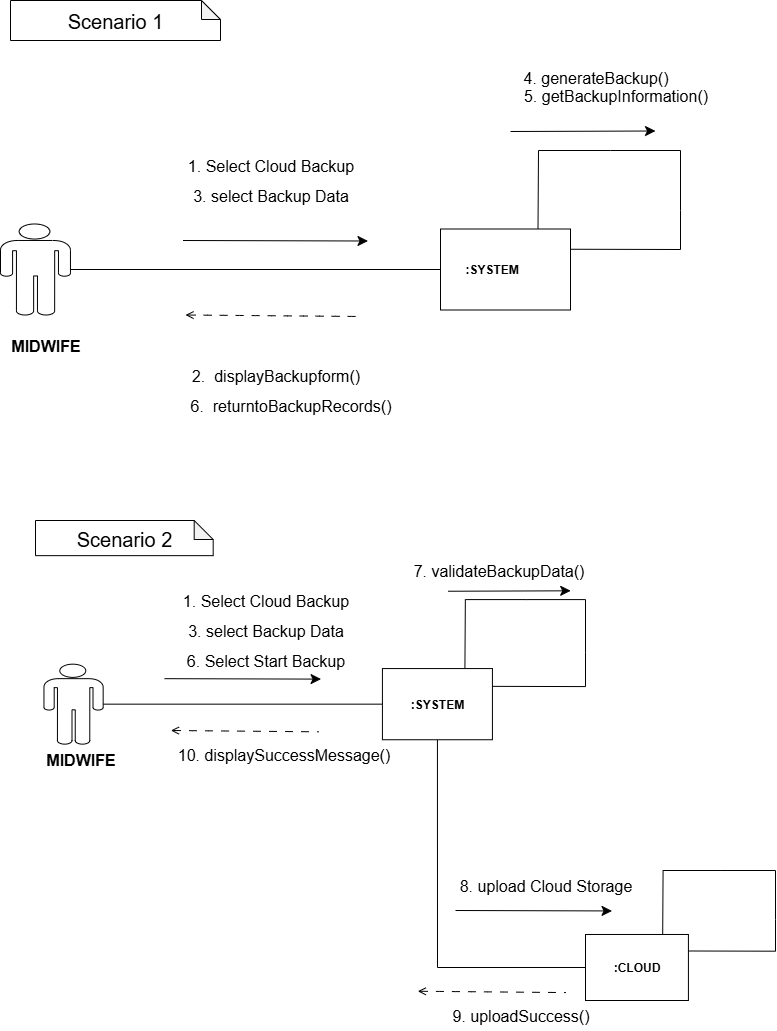 Scenario 1
4. generateBackup()
5. getBackupInformation()
1. Select Cloud Backup
3. select Backup Data
:SYSTEM
MIDWIFE
2. displayBackupform()
6. returntoBackupRecords()
Scenario 2
7. validateBackupData()
1. Select Cloud Backup
3. select Backup Data
6. Select Start Backup
:SYSTEM
MIDWIFE
10. displaySuccessMessage()
8. upload Cloud Storage
:CLOUD
9. uploadSuccess()